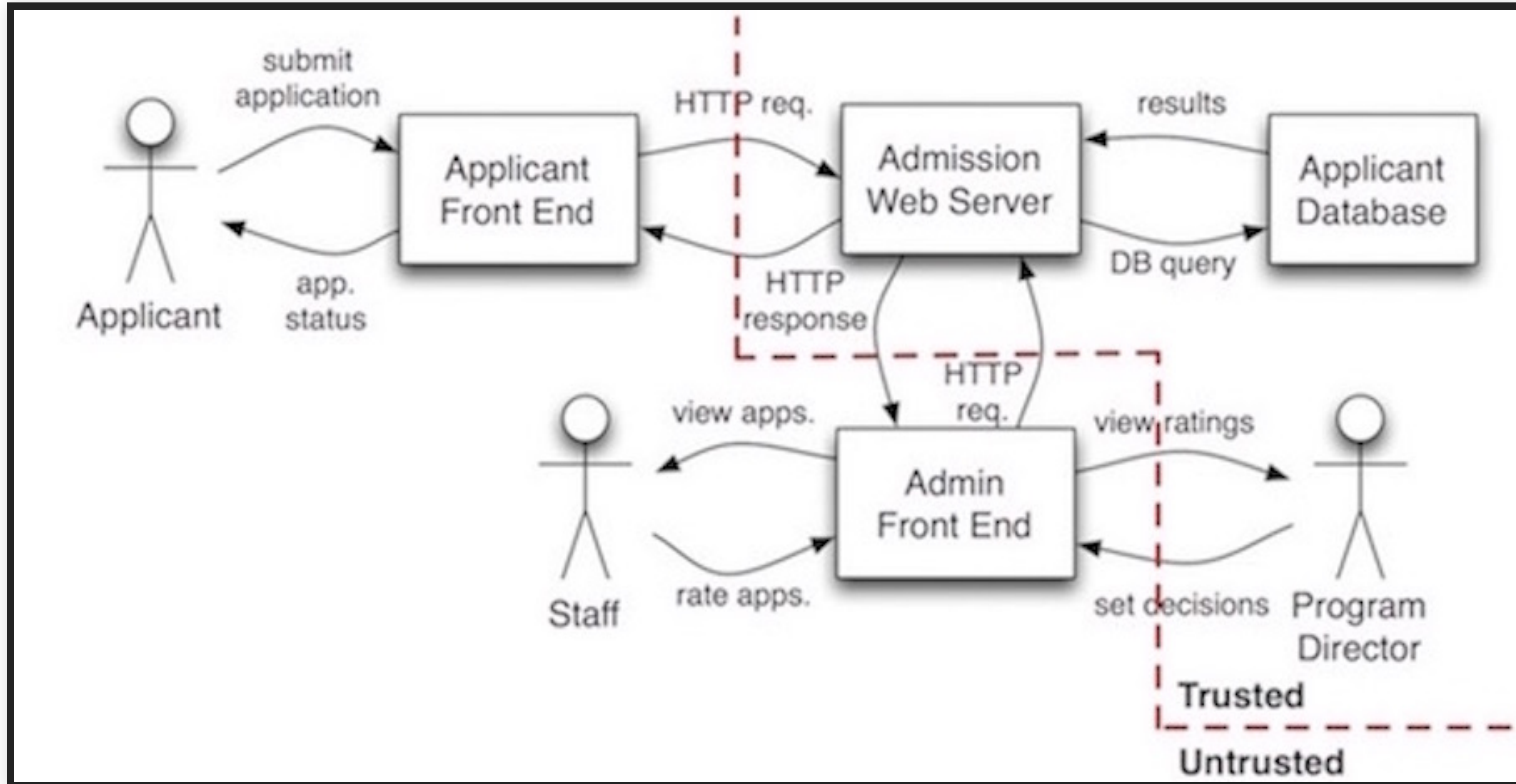 submit
application
HTTP req.
results
Applicant
Front End
Admission
Web Server
Applicant
Database
app.
status
Applicant
HTTP
response
DB query
HTTP
req.
view apps.
view ratings
Admin
Front End
rate apps.
set decisions
Staff
Program
Director
Trusted
Untrusted